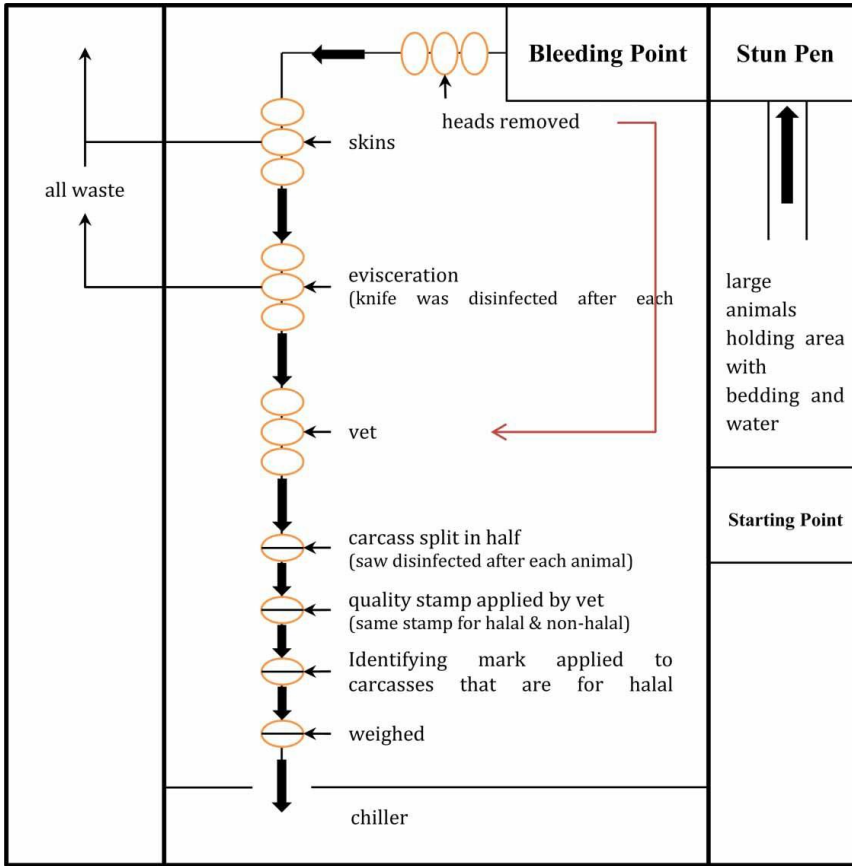 Bleeding Point
Stun Pen
heads removed
skins
all waste
evisceration
(knife was disinfected after each
large
animals
holding area
with
bedding and
water
vet
Starting Point
carcass split in half
(saw disinfected after each animal)
quality stamp applied by vet
(same stamp for halal & non-halal)
Identifying mark applied to
carcasses that are for halal
weighed
chiller